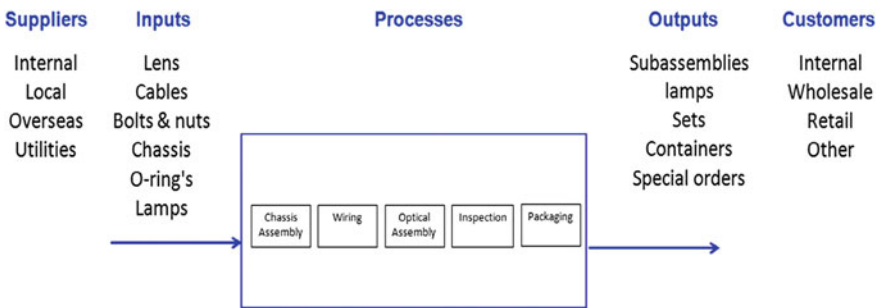 Suppliers
Internal
Local
Overseas
Utilities
Inputs
Lens
Cables
Bolts & nuts
Chassis
O-ring's
Lamps
Processes
Chassis
Assembly
Wiring
Optical
Assembly
Inspection
Packaging
Outputs
Subassemblies
lamps
Sets
Containers
Special orders
Customers
Internal
Wholesale
Retail
Other